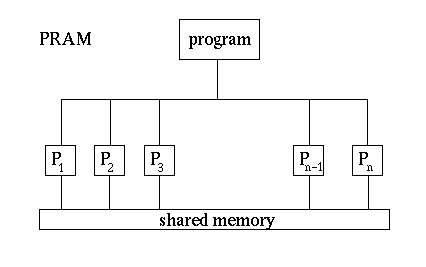 PRAM
program
P1 P2 P3 Pn-1 Pn
shared memory